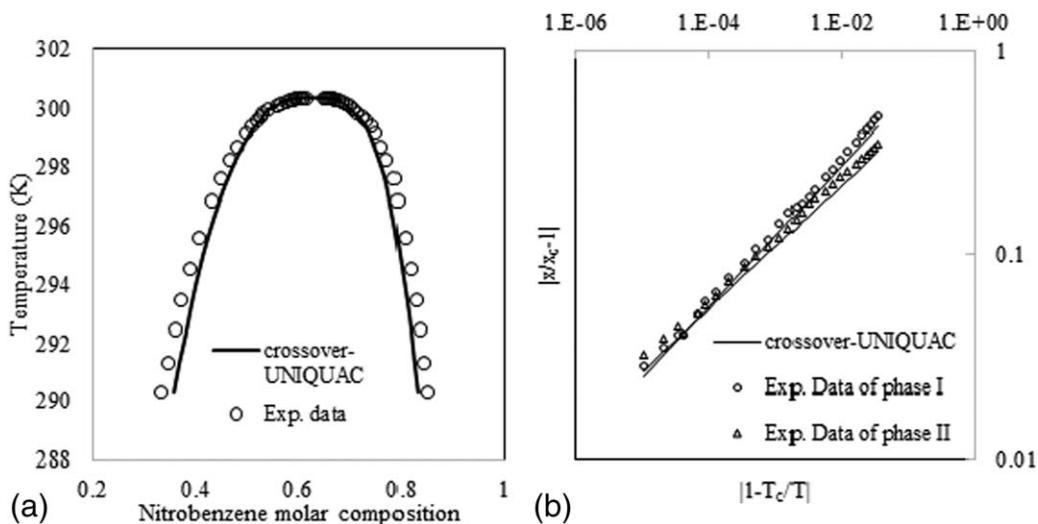 302
300
298
296
294
292
290
288
Temperature (K)
crossover-
UNIQUAC
Exp. data
0.2
0.4
0.6
0.8
1
Nitrobenzene molar composition
(a)
1.E-06
1.E-04
1.E-02
1.E+00
1
0.1
0.01
|x/xc-1|
crossover-UNIQUAC
Exp. Data of phase I
Exp. Data of phase II
|1-Tc/T|
(b)